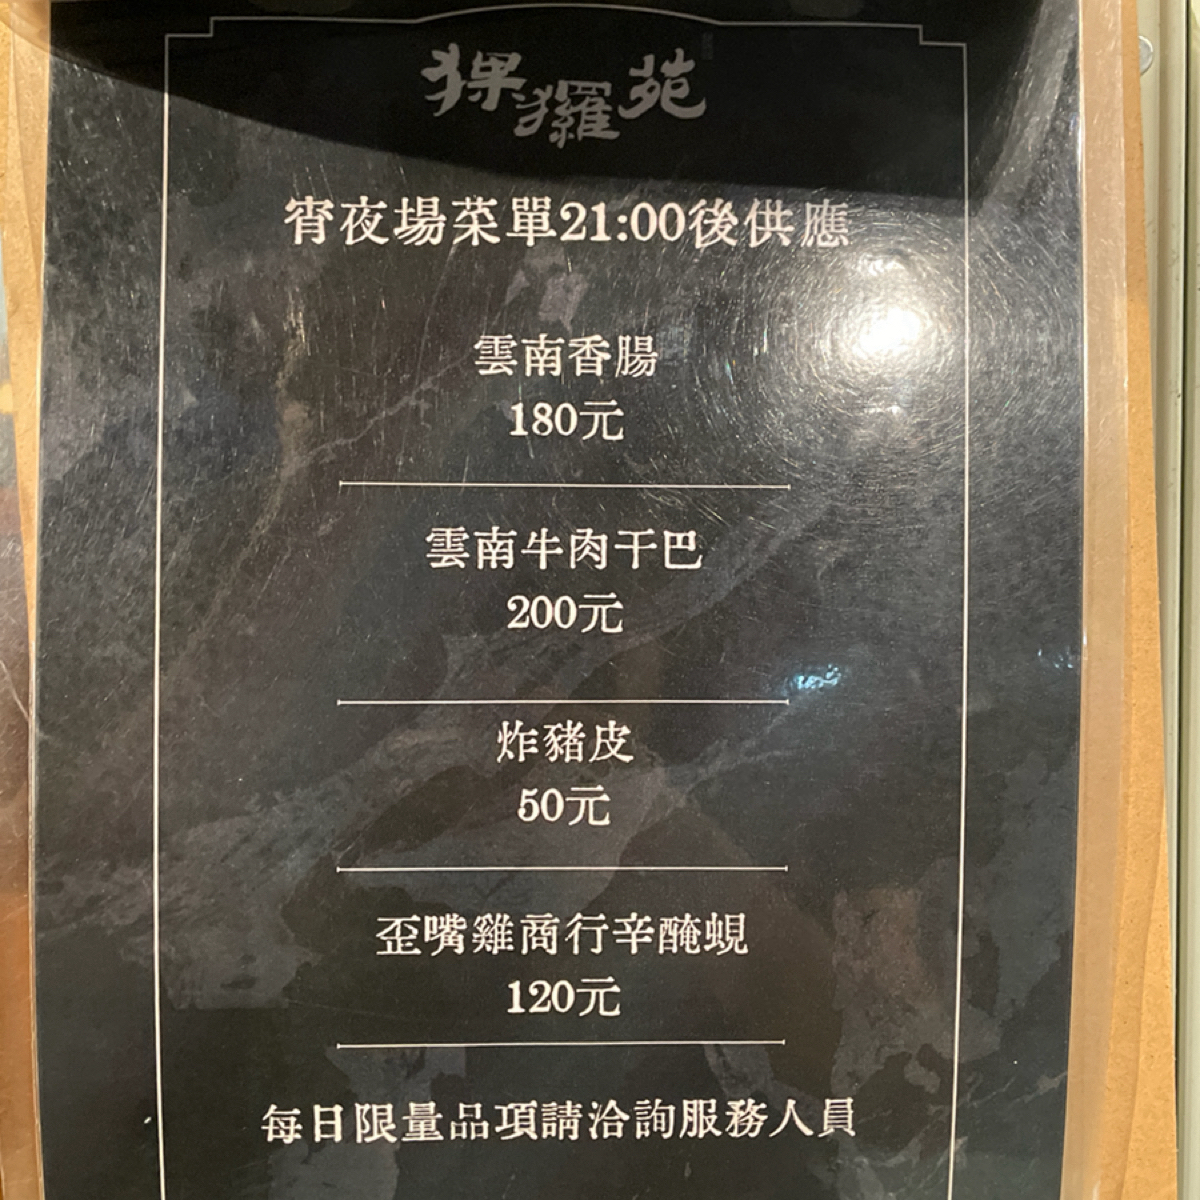 猓玀苑
宵夜場菜單21:00後供應
雲南香腸
180元
雲南牛肉干巴
200元
炸豬皮
50元
歪嘴雞商行辛醃蜆
120元
每日限量品項請洽詢服務人員